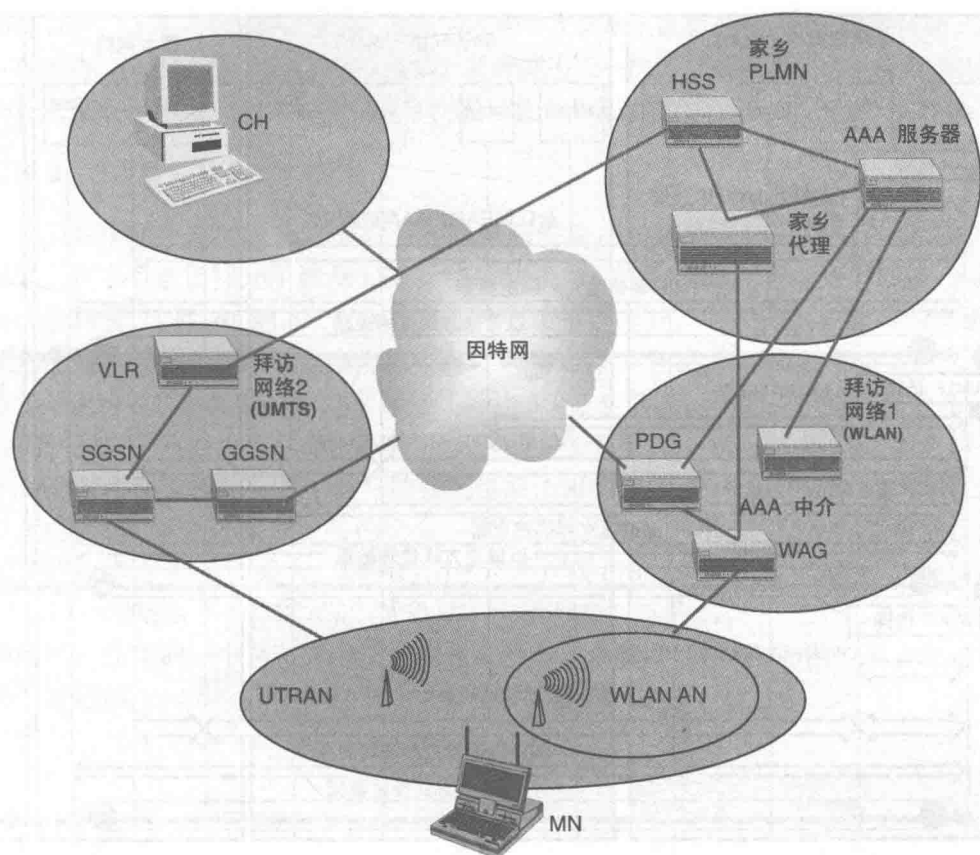 CH
家乡
PLMN
HSS
AAA 服务器
家乡
代理
因特网
VLR
拜访
网络2
(UMTS)
SGSN
GGSN
拜访
网络1
(WLAN)
PDG
AAA 中介
WAG
UTRAN
WLAN AN
MN